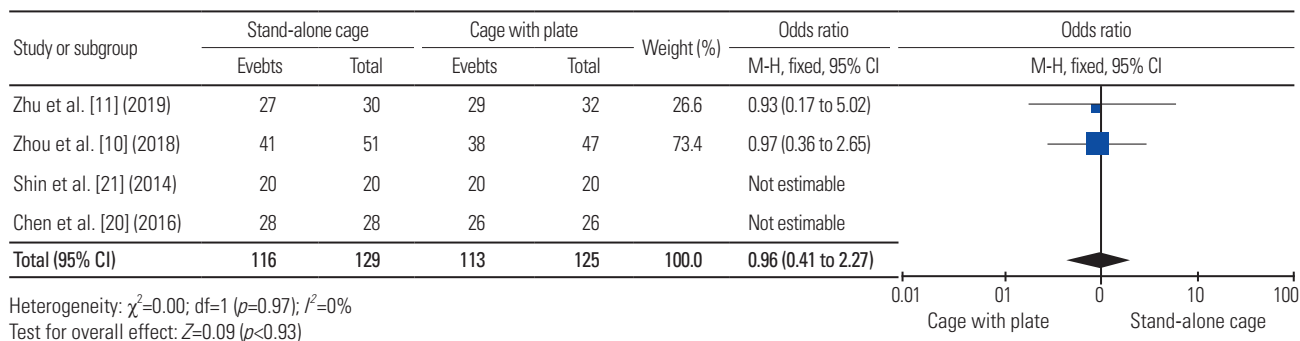 Study or subgroup Stand-alone cage Cage with plate Weight (%) Odds ratio Odds ratio
Evebts Total Evebts Total M-H, fixed, 95% CI M-H, fixed, 95% CI
Zhu et al. [11] (2019) 27 30 29 32 26.6 0.93 (0.17 to 5.02)
Zhou et al. [10] (2018) 41 51 38 47 73.4 0.97 (0.36 to 2.65)
Shin et al. [21] (2014) 20 20 20 20 Not estimable
Chen et al. [20] (2016) 28 28 26 26 Not estimable
Total (95% CI) 116 129 113 125 100.0 0.96 (0.41 to 2.27)
0.01 01 0 10 100
Cage with plate Stand-alone cage
Heterogeneity: χ²=0.00; df=1 (p=0.97); I²=0%
Test for overall effect: Z=0.09 (p<0.93)